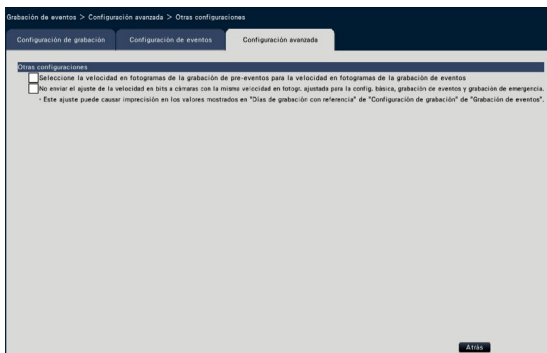 Grabación de eventos > Configuración avanzada > Otras configuraciones
Configuración de grabación
Configuración de eventos
Configuración avanzada
Otras configuraciones
Seleccione la velocidad en fotogramas de la grabación de pre-eventos para la velocidad en fotogramas de la grabación de eventos
No enviar el ajuste de la velocidad en bits a cámaras con la misma velocidad en fotogr. ajustada para la config. básica, grabación de eventos y grabación de emergencia.
- Este ajuste puede causar imprecisión en los valores mostrados en "Días de grabación con referencia" de "Configuración de grabación" de "Grabación de eventos".
Atrás